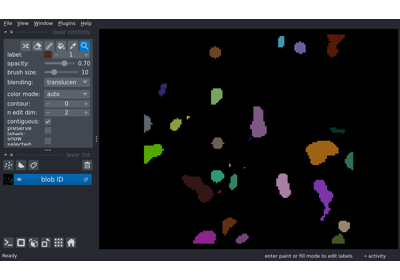 File View Window Plugins Help
layer controls
label: 1
opacity: 0.70
brush size: 10
blending: translucen
color mode: auto
contour: 0
n edit dim: 2
contiguous:
preserve labels:
show selected:
layer list
blob ID
enter paint or fill mode to edit labels activity